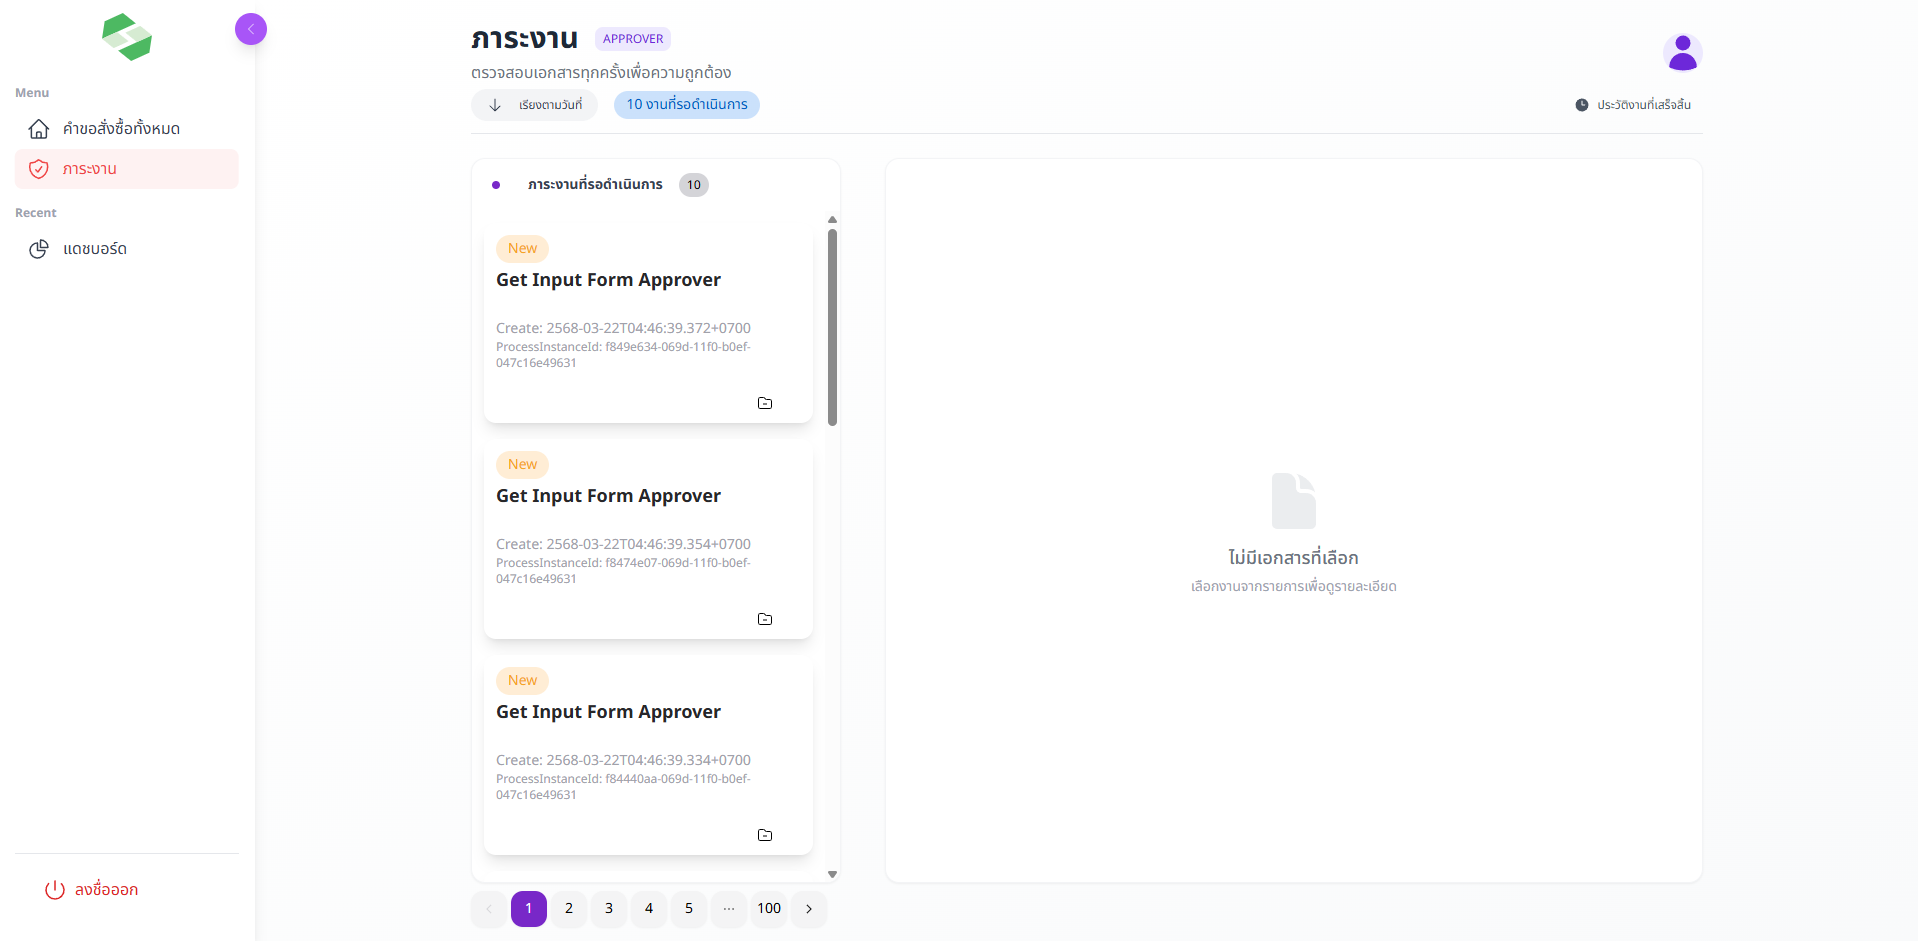 Menu
คำขอสั่งซื้อทั้งหมด
ภาระงาน
Recent
แดชบอร์ด
ลงชื่อออก
ภาระงาน APPROVER
ตรวจสอบเอกสารทุกครั้งเพื่อความถูกต้อง
เรียงตามวันที่ 10 งานที่รอดำเนินการ ประวัติงานที่เสร็จสิ้น
ภาระงานที่รอดำเนินการ 10
New
Get Input Form Approver
Create: 2568-03-22T04:46:39.372+0700
ProcessInstanceId: f849e634-069d-11f0-b0ef-
047c16e49631
New
Get Input Form Approver
Create: 2568-03-22T04:46:39.354+0700
ProcessInstanceId: f8474e07-069d-11f0-b0ef-
047c16e49631
New
Get Input Form Approver
Create: 2568-03-22T04:46:39.334+0700
ProcessInstanceId: f84440aa-069d-11f0-b0ef-
047c16e49631
1 2 3 4 5 ... 100
ไม่มีเอกสารที่เลือก
เลือกงานจากรายการเพื่อดูรายละเอียด